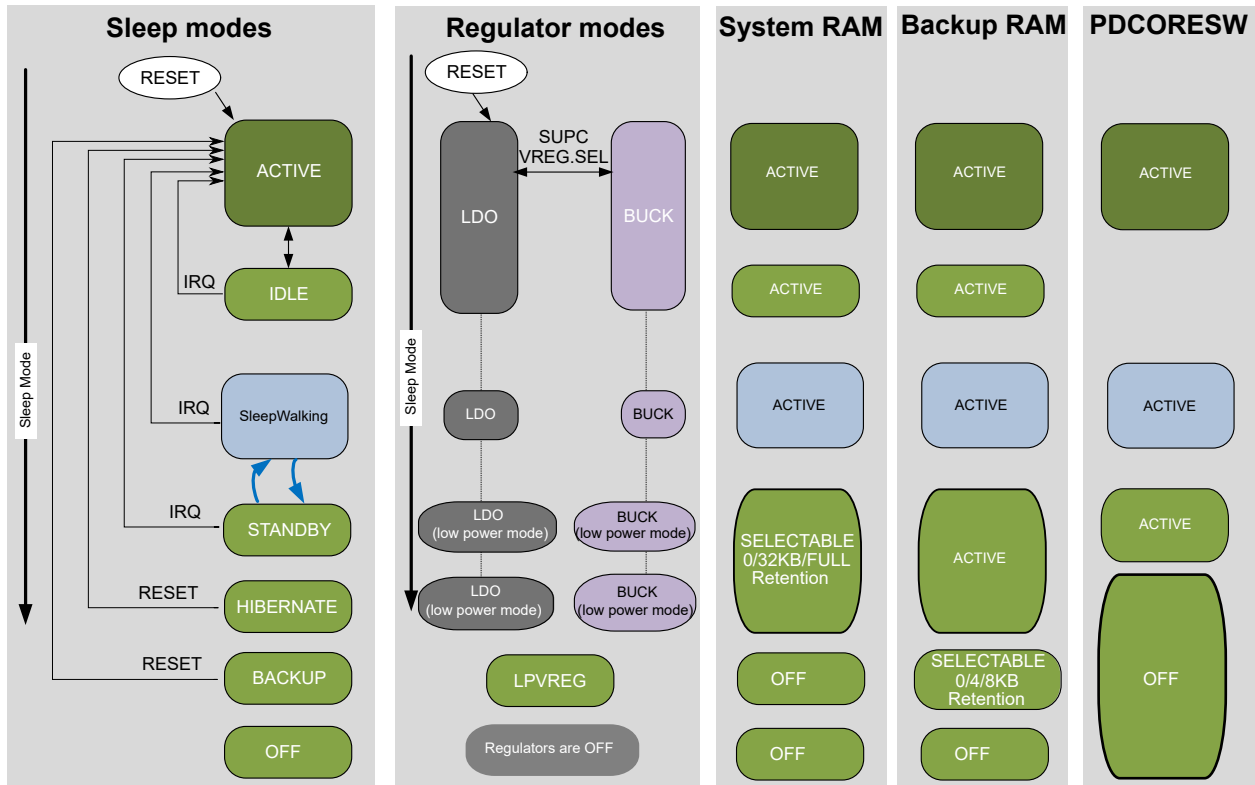 Sleep modes
RESET
ACTIVE
IRQ
IDLE
Sleep Mode
IRQ
SleepWalking
IRQ
STANDBY
RESET
HIBERNATE
RESET
BACKUP
OFF
Regulator modes
RESET
SUPC
VREG.SEL
LDO
BUCK
Sleep Mode
LDO
BUCK
LDO
(low power mode)
BUCK
(low power mode)
LDO
(low power mode)
BUCK
(low power mode)
LPVREG
Regulators are OFF
System RAM
ACTIVE
ACTIVE
ACTIVE
SELECTABLE
0/32KB/FULL
Retention
OFF
OFF
Backup RAM
ACTIVE
ACTIVE
ACTIVE
ACTIVE
SELECTABLE
0/4/8KB
Retention
OFF
PDCORESW
ACTIVE
ACTIVE
ACTIVE
OFF